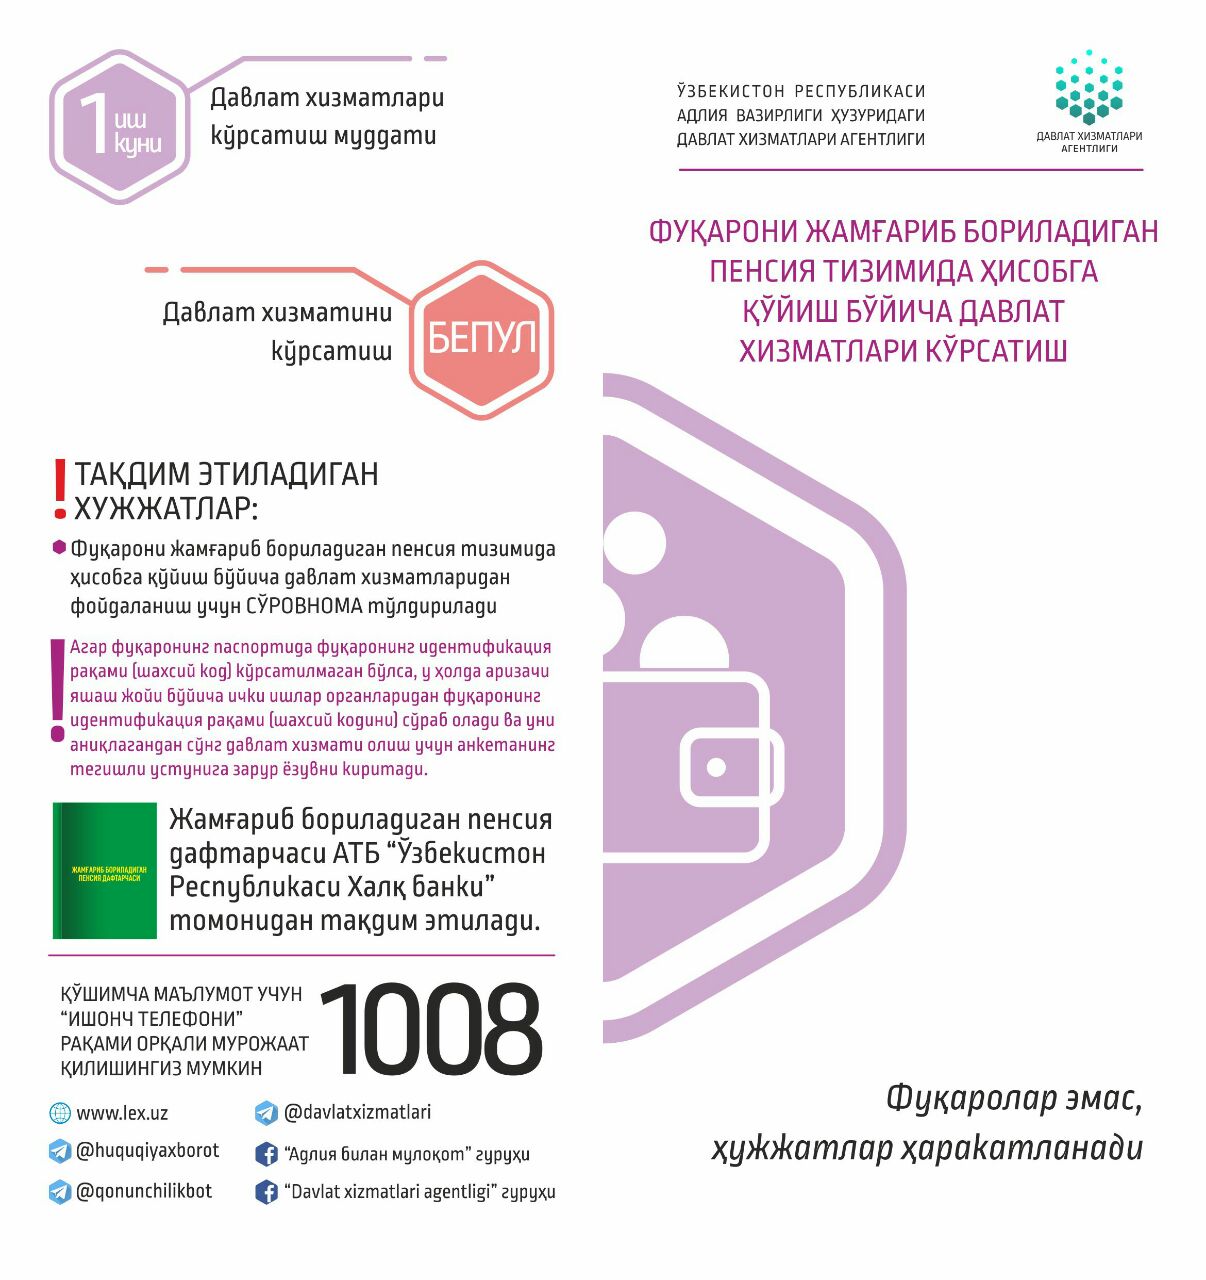 1 иш
куни
Давлат хизматлари
кўрсатиш муддати
Давлат хизматини
кўрсатиш
БЕПУЛ
! ТАҚДИМ ЭТИЛАДИГАН
ХУЖЖАТЛАР:
Фуқарони жамғариб бориладиган пенсия тизимида
ҳисобга қўйиш бўйича давлат хизматларидан
фойдаланиш учун СЎРОВНОМА тўлдирилади
! Агар фуқаронинг паспортида фуқаронинг идентификация
рақами (шахсий код) кўрсатилмаган бўлса, у ҳолда аризачи
яшаш жойи бўйича ички ишлар органларидан фуқаронинг
идентификация рақами (шахсий кодини) сўраб олади ва уни
аниқлагандан сўнг давлат хизмати олиш учун анкетанинг
тегишли устунига зарур ёзувни киритади.
ЖАМҒАРИБ БОРИЛАДИГАН
ПЕНСИЯ ДАФТАРЧАСИ
Жамғариб бориладиган пенсия
дафтарчаси АТБ “Ўзбекистон
Республикаси Халқ банки”
томонидан тақдим этилади.
ҚЎШИМЧА МАЪЛУМОТ УЧУН
“ИШОНЧ ТЕЛЕФОНИ”
РАҚАМИ ОРҚАЛИ МУРОЖААТ
ҚИЛИШИНГИЗ МУМКИН
1008
www.lex.uz
@huquqiyaxborot
@qonunchilikbot
@davlatxizmatlari
“Адлия билан мулоқот” гуруҳи
“Davlat xizmatlari agentligi” гуруҳи
ЎЗБЕКИСТОН РЕСПУБЛИКАСИ
АДЛИЯ ВАЗИРЛИГИ ҲУЗУРИДАГИ
ДАВЛАТ ХИЗМАТЛАРИ АГЕНТЛИГИ
ДАВЛАТ ХИЗМАТЛАРИ
АГЕНТЛИГИ
ФУҚАРОНИ ЖАМҒАРИБ БОРИЛАДИГАН
ПЕНСИЯ ТИЗИМИДА ҲИСОБГА
ҚЎЙИШ БЎЙИЧА ДАВЛАТ
ХИЗМАТЛАРИ КЎРСАТИШ
Фуқаролар эмас,
ҳужжатлар ҳаракатланади